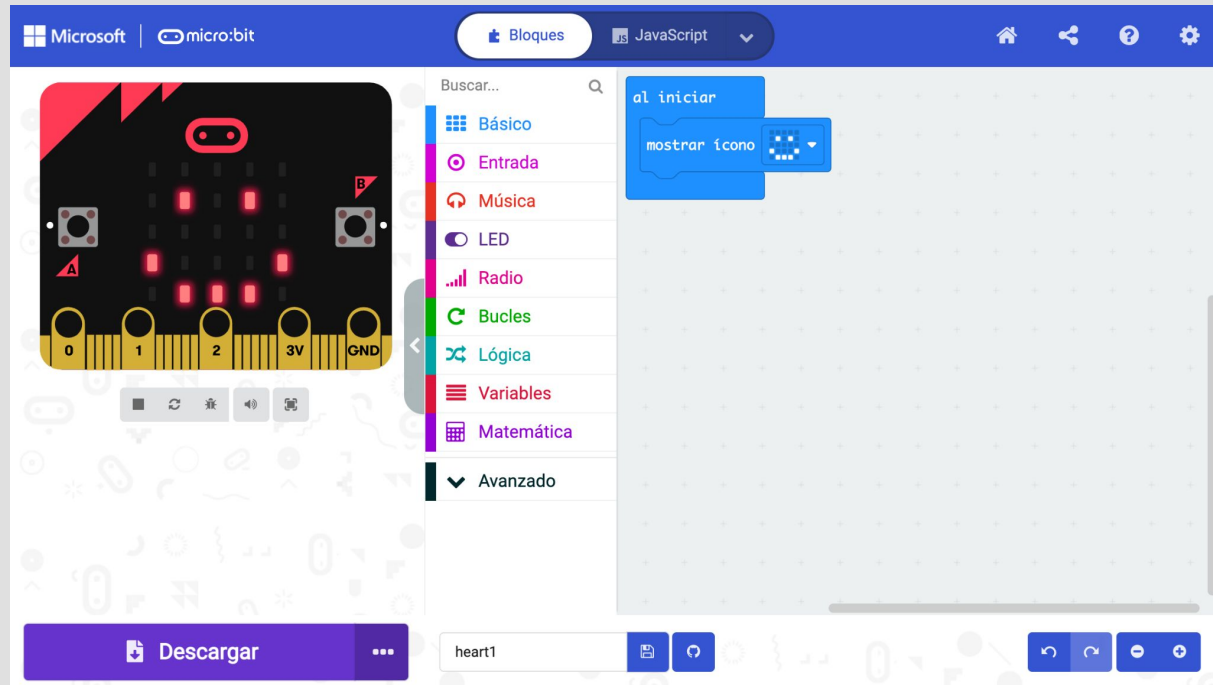 Microsoft micro:bit
Bloques
JS JavaScript
B
A
0 1 2 3V GND
Buscar...
Básico
Entrada
Música
LED
Radio
Bucles
Lógica
Variables
Matemática
Avanzado
al iniciar
mostrar ícono
Descargar
heart1